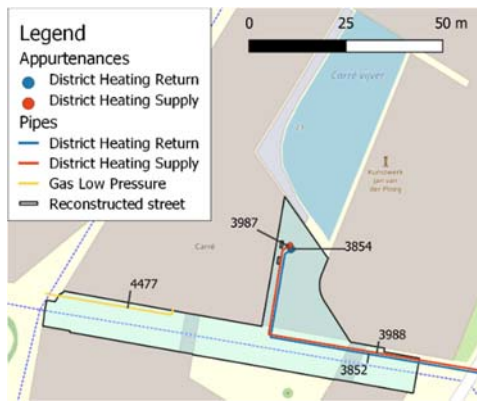 Legend
Appurtenances
District Heating Return
District Heating Supply
Pipes
District Heating Return
District Heating Supply
Gas Low Pressure
Reconstructed street
0 25 50 m
Carré vijver
Kunstwerk
jan van
der Ploeg
3987
3854
Carré
4477
3988
3852